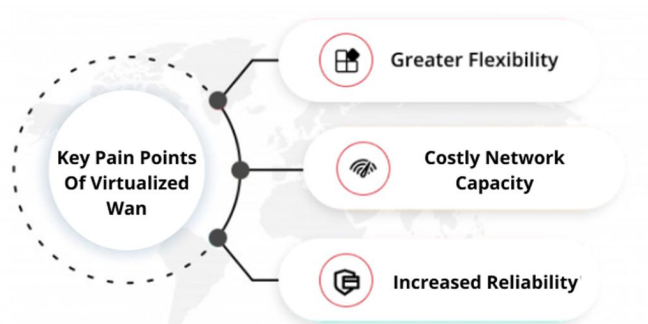 Greater Flexibility
Key Pain Points
Of Virtualized
Wan
Costly Network
Capacity
Increased Reliability